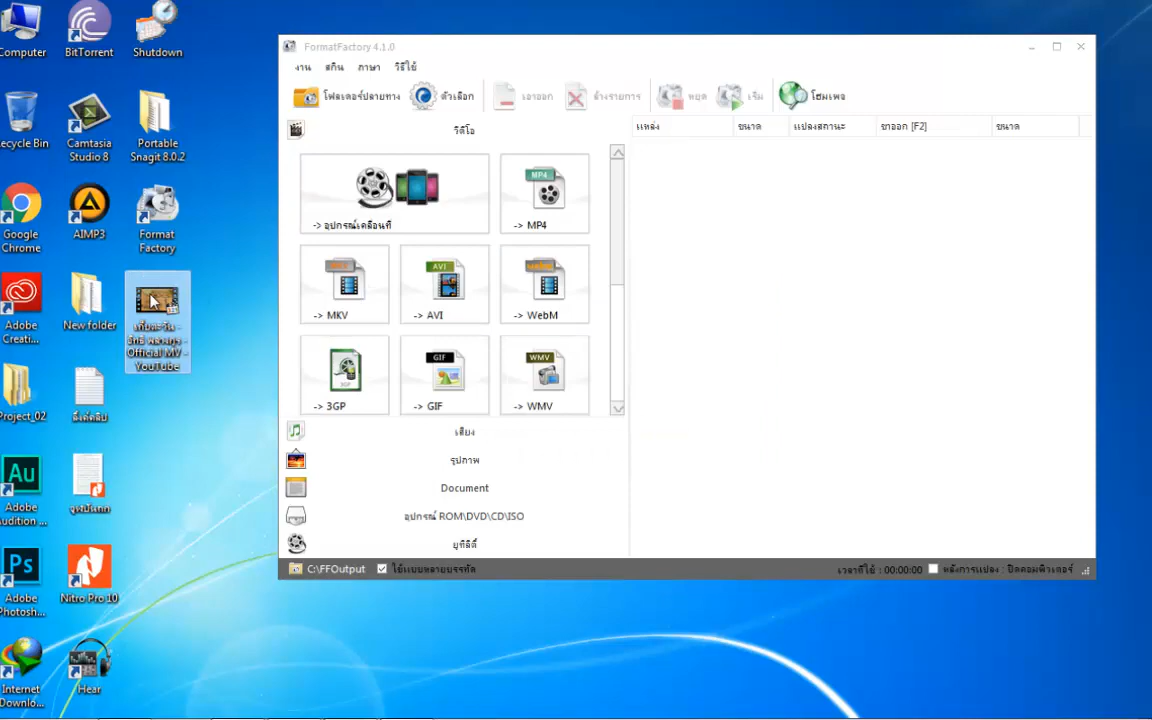 Computer
BitTorrent
Shutdown
ecycle Bin
Camtasia
Studio 8
Portable
Snagit 8.0.2
Google
Chrome
AIMP3
Format
Factory
Adobe
Creati...
New folder
Official MV -
YouTube
Project_02
Adobe
udition ...
Adobe
Photosh...
Nitro Pro 10
Internet
Downlo...
Hear
FormatFactory 4.1.0
งาน สกิน ภาษา วิธีใช้
โฟลเดอร์ปลายทาง ตัวเลือก เอาออก ล้างรายการ หยุด เริ่ม โฮมเพจ
วิดีโอ
แหล่ง ขนาด แปลงสถานะ ขาออก [F2] ขนาด
-> อุปกรณ์เคลื่อนที่
MP4
-> MP4
-> MKV
AVI
-> AVI
-> WebM
3GP
-> 3GP
GIF
-> GIF
WMV
-> WMV
เสียง
รูปภาพ
Document
อุปกรณ์ ROM\DVD\CD\ISO
ยูทิลิตี้
C:\FFOutput ใช้แบบหลายบรรทัด
เวลาที่ใช้ : 00:00:00 หลังการแปลง : ปิดคอมพิวเตอร์